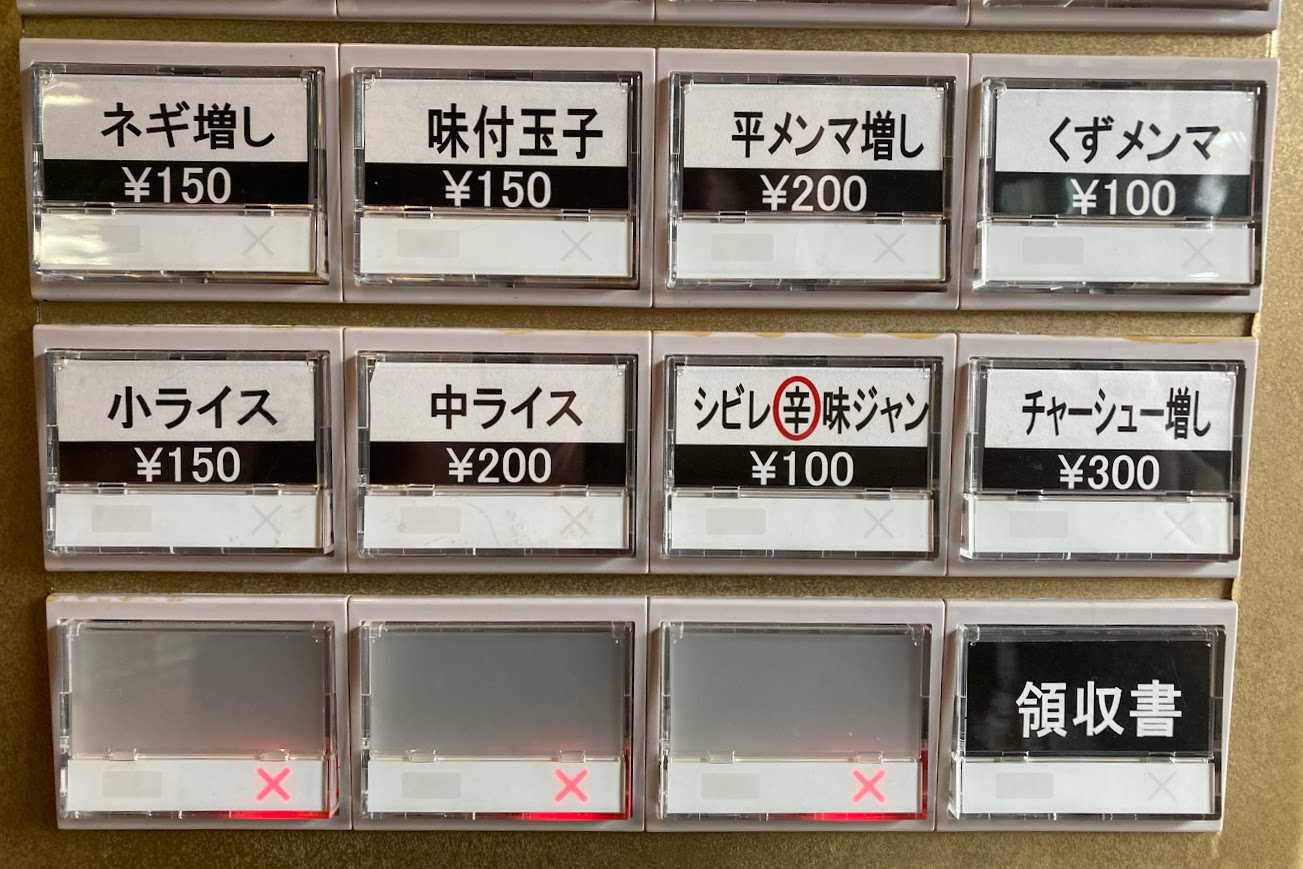 ネギ増し
¥150
味付玉子
¥150
平メンマ増し
¥200
くずメンマ
¥100
小ライス
¥150
中ライス
¥200
シビレ辛味ジャン
¥100
チャーシュー増し
¥300
領収書